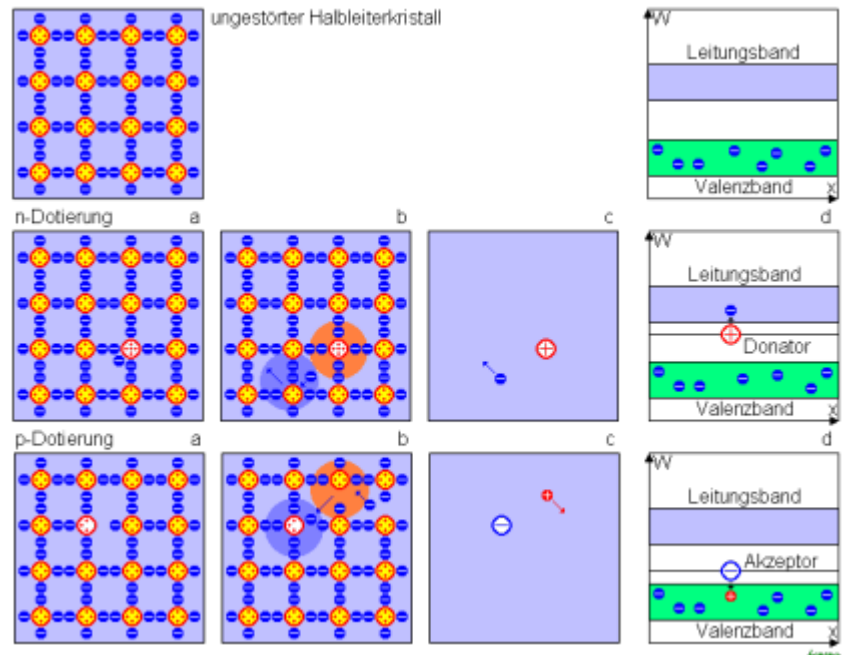 ungestörter Halbleiterkristall
W
Leitungsband
Valenzband x
n-Dotierung a b c d
W
Leitungsband
Donator
Valenzband x
p-Dotierung a b c d
W
Leitungsband
Akzeptor
Valenzband x